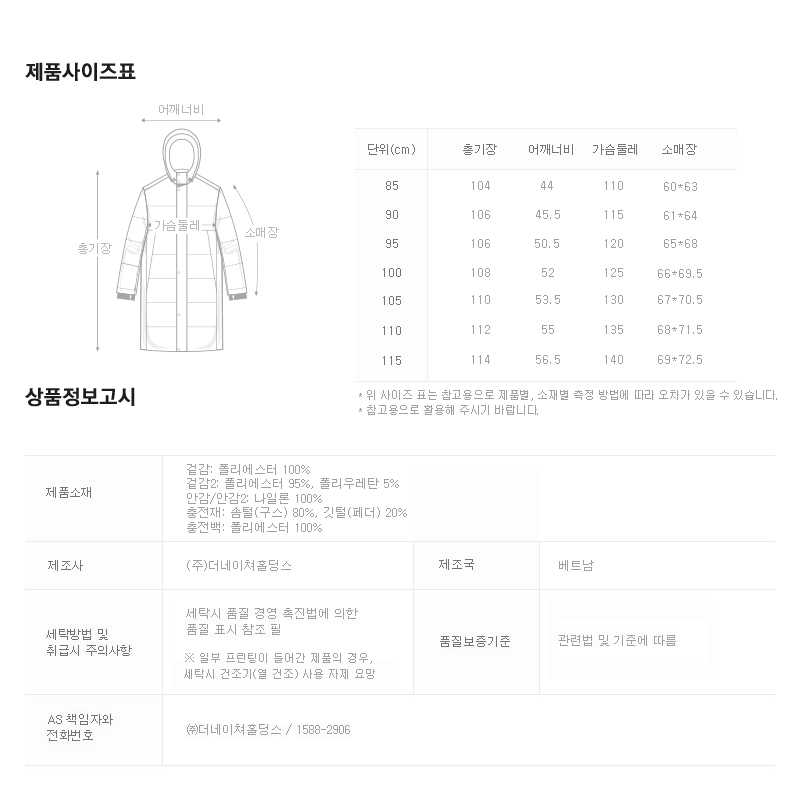 제품사이즈표
어깨너비
가슴둘레
소매장
총기장
단위(cm) 총기장 어깨너비 가슴둘레 소매장
85 104 44 110 60*63
90 106 45.5 115 61*64
95 106 50.5 120 65*68
100 108 52 125 66*69.5
105 110 53.5 130 67*70.5
110 112 55 135 68*71.5
115 114 56.5 140 69*72.5
* 위 사이즈 표는 참고용으로 제품별, 소재별 측정 방법에 따라 오차가 있을 수 있습니다.
* 참고용으로 활용해 주시기 바랍니다.
상품정보고시
제품소재
겉감: 폴리에스터 100%
겉감2: 폴리에스터 95%, 폴리우레탄 5%
안감/안감2: 나일론 100%
충전재: 솜털(구스) 80%, 깃털(페더) 20%
충전백: 폴리에스터 100%
제조사 (주)더네이쳐홀딩스 제조국 베트남
세탁방법 및
취급시 주의사항
세탁시 품질 경영 촉진법에 의한
품질 표시 참조 필
※ 일부 프린팅이 들어간 제품의 경우,
세탁시 건조기(열 건조) 사용 자제 요망
품질보증기준 관련법 및 기준에 따름
AS 책임자와
전화번호
㈜더네이쳐홀딩스 / 1588-2906